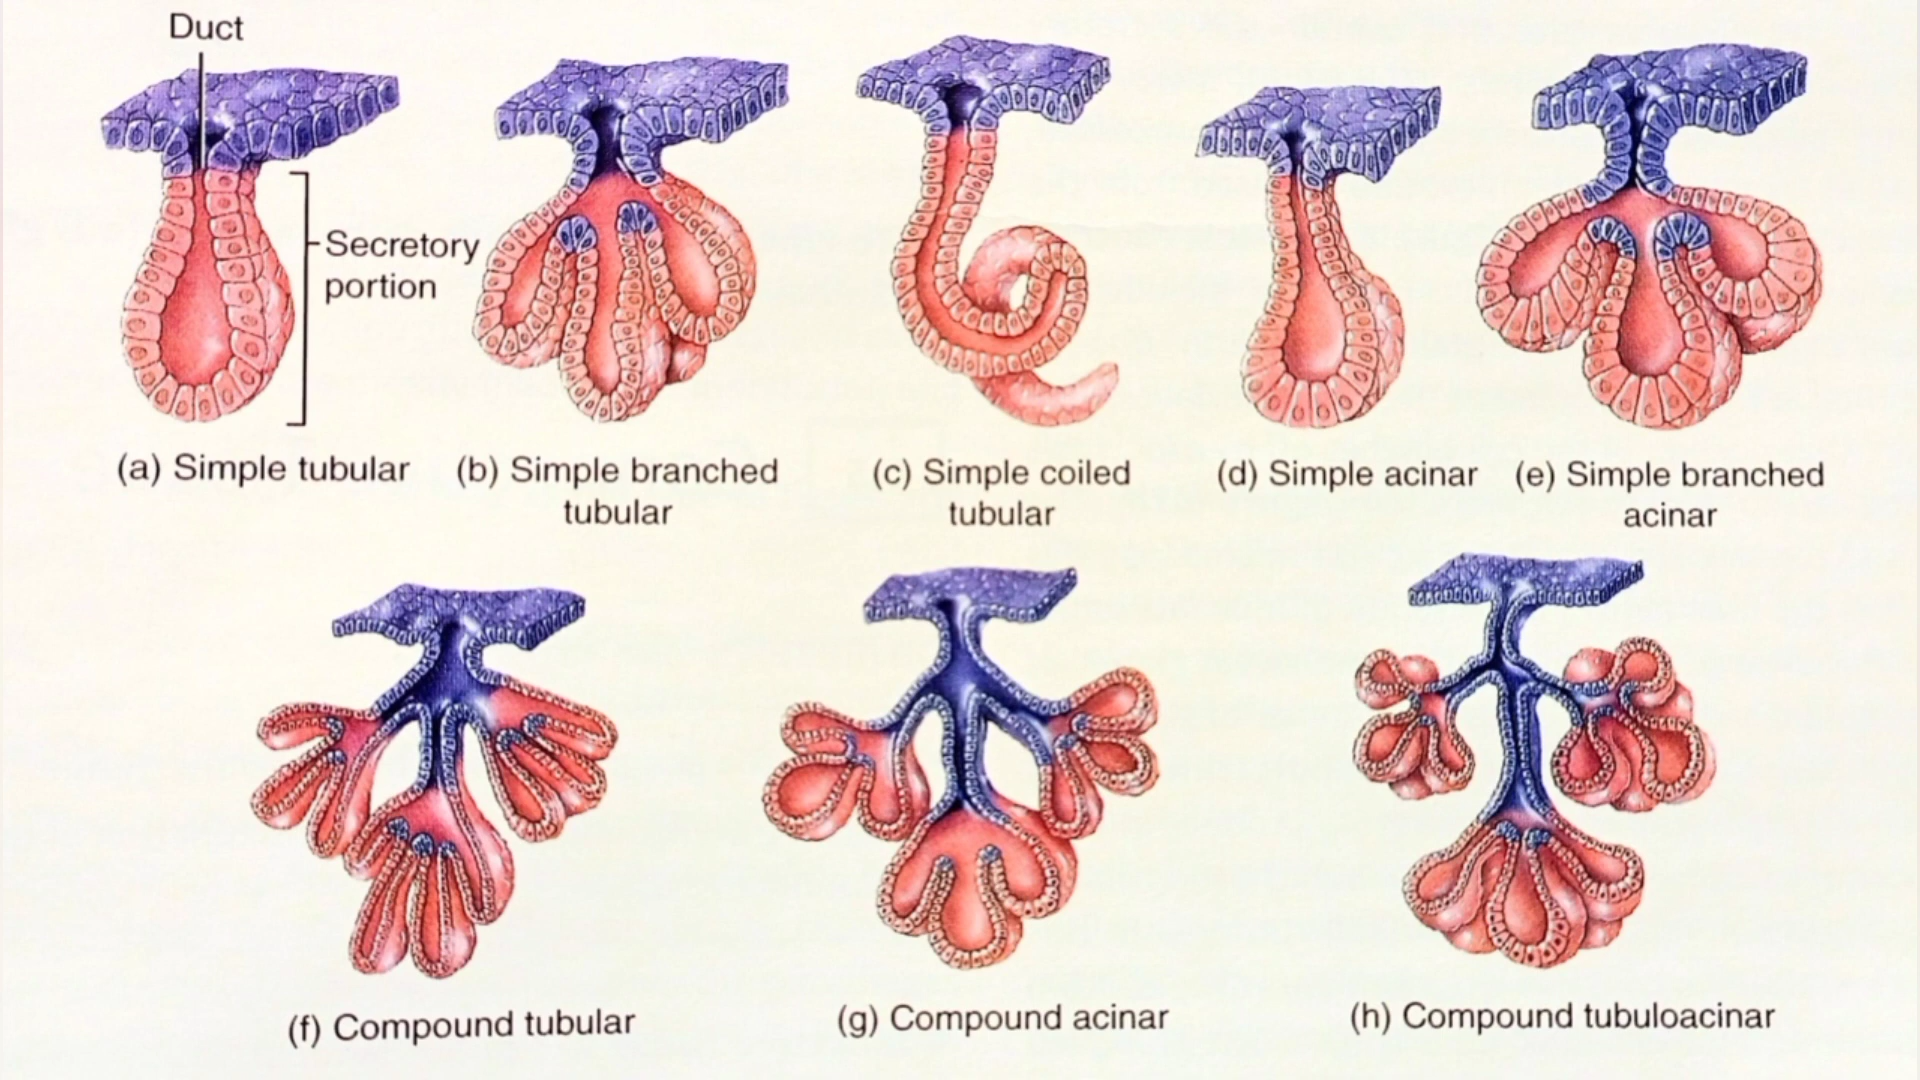 Duct
Secretory
portion
(a) Simple tubular
(b) Simple branched
tubular
(c) Simple coiled
tubular
(d) Simple acinar
(e) Simple branched
acinar
(f) Compound tubular
(g) Compound acinar
(h) Compound tubuloacinar